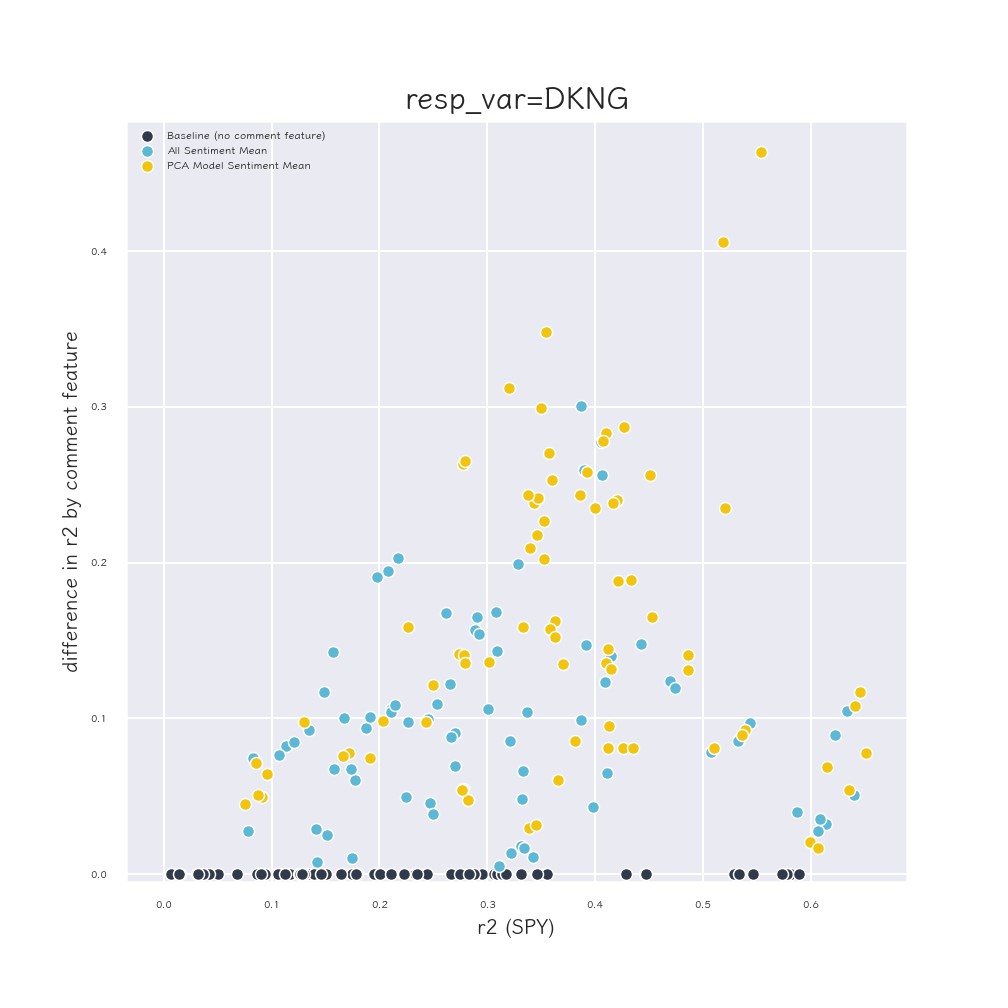 resp_var=DKNG
Baseline (no comment feature)
All Sentiment Mean
PCA Model Sentiment Mean
difference in r2 by comment feature
0.4
0.3
0.2
0.1
0.0
0.0 0.1 0.2 0.3 0.4 0.5 0.6
r2 (SPY)